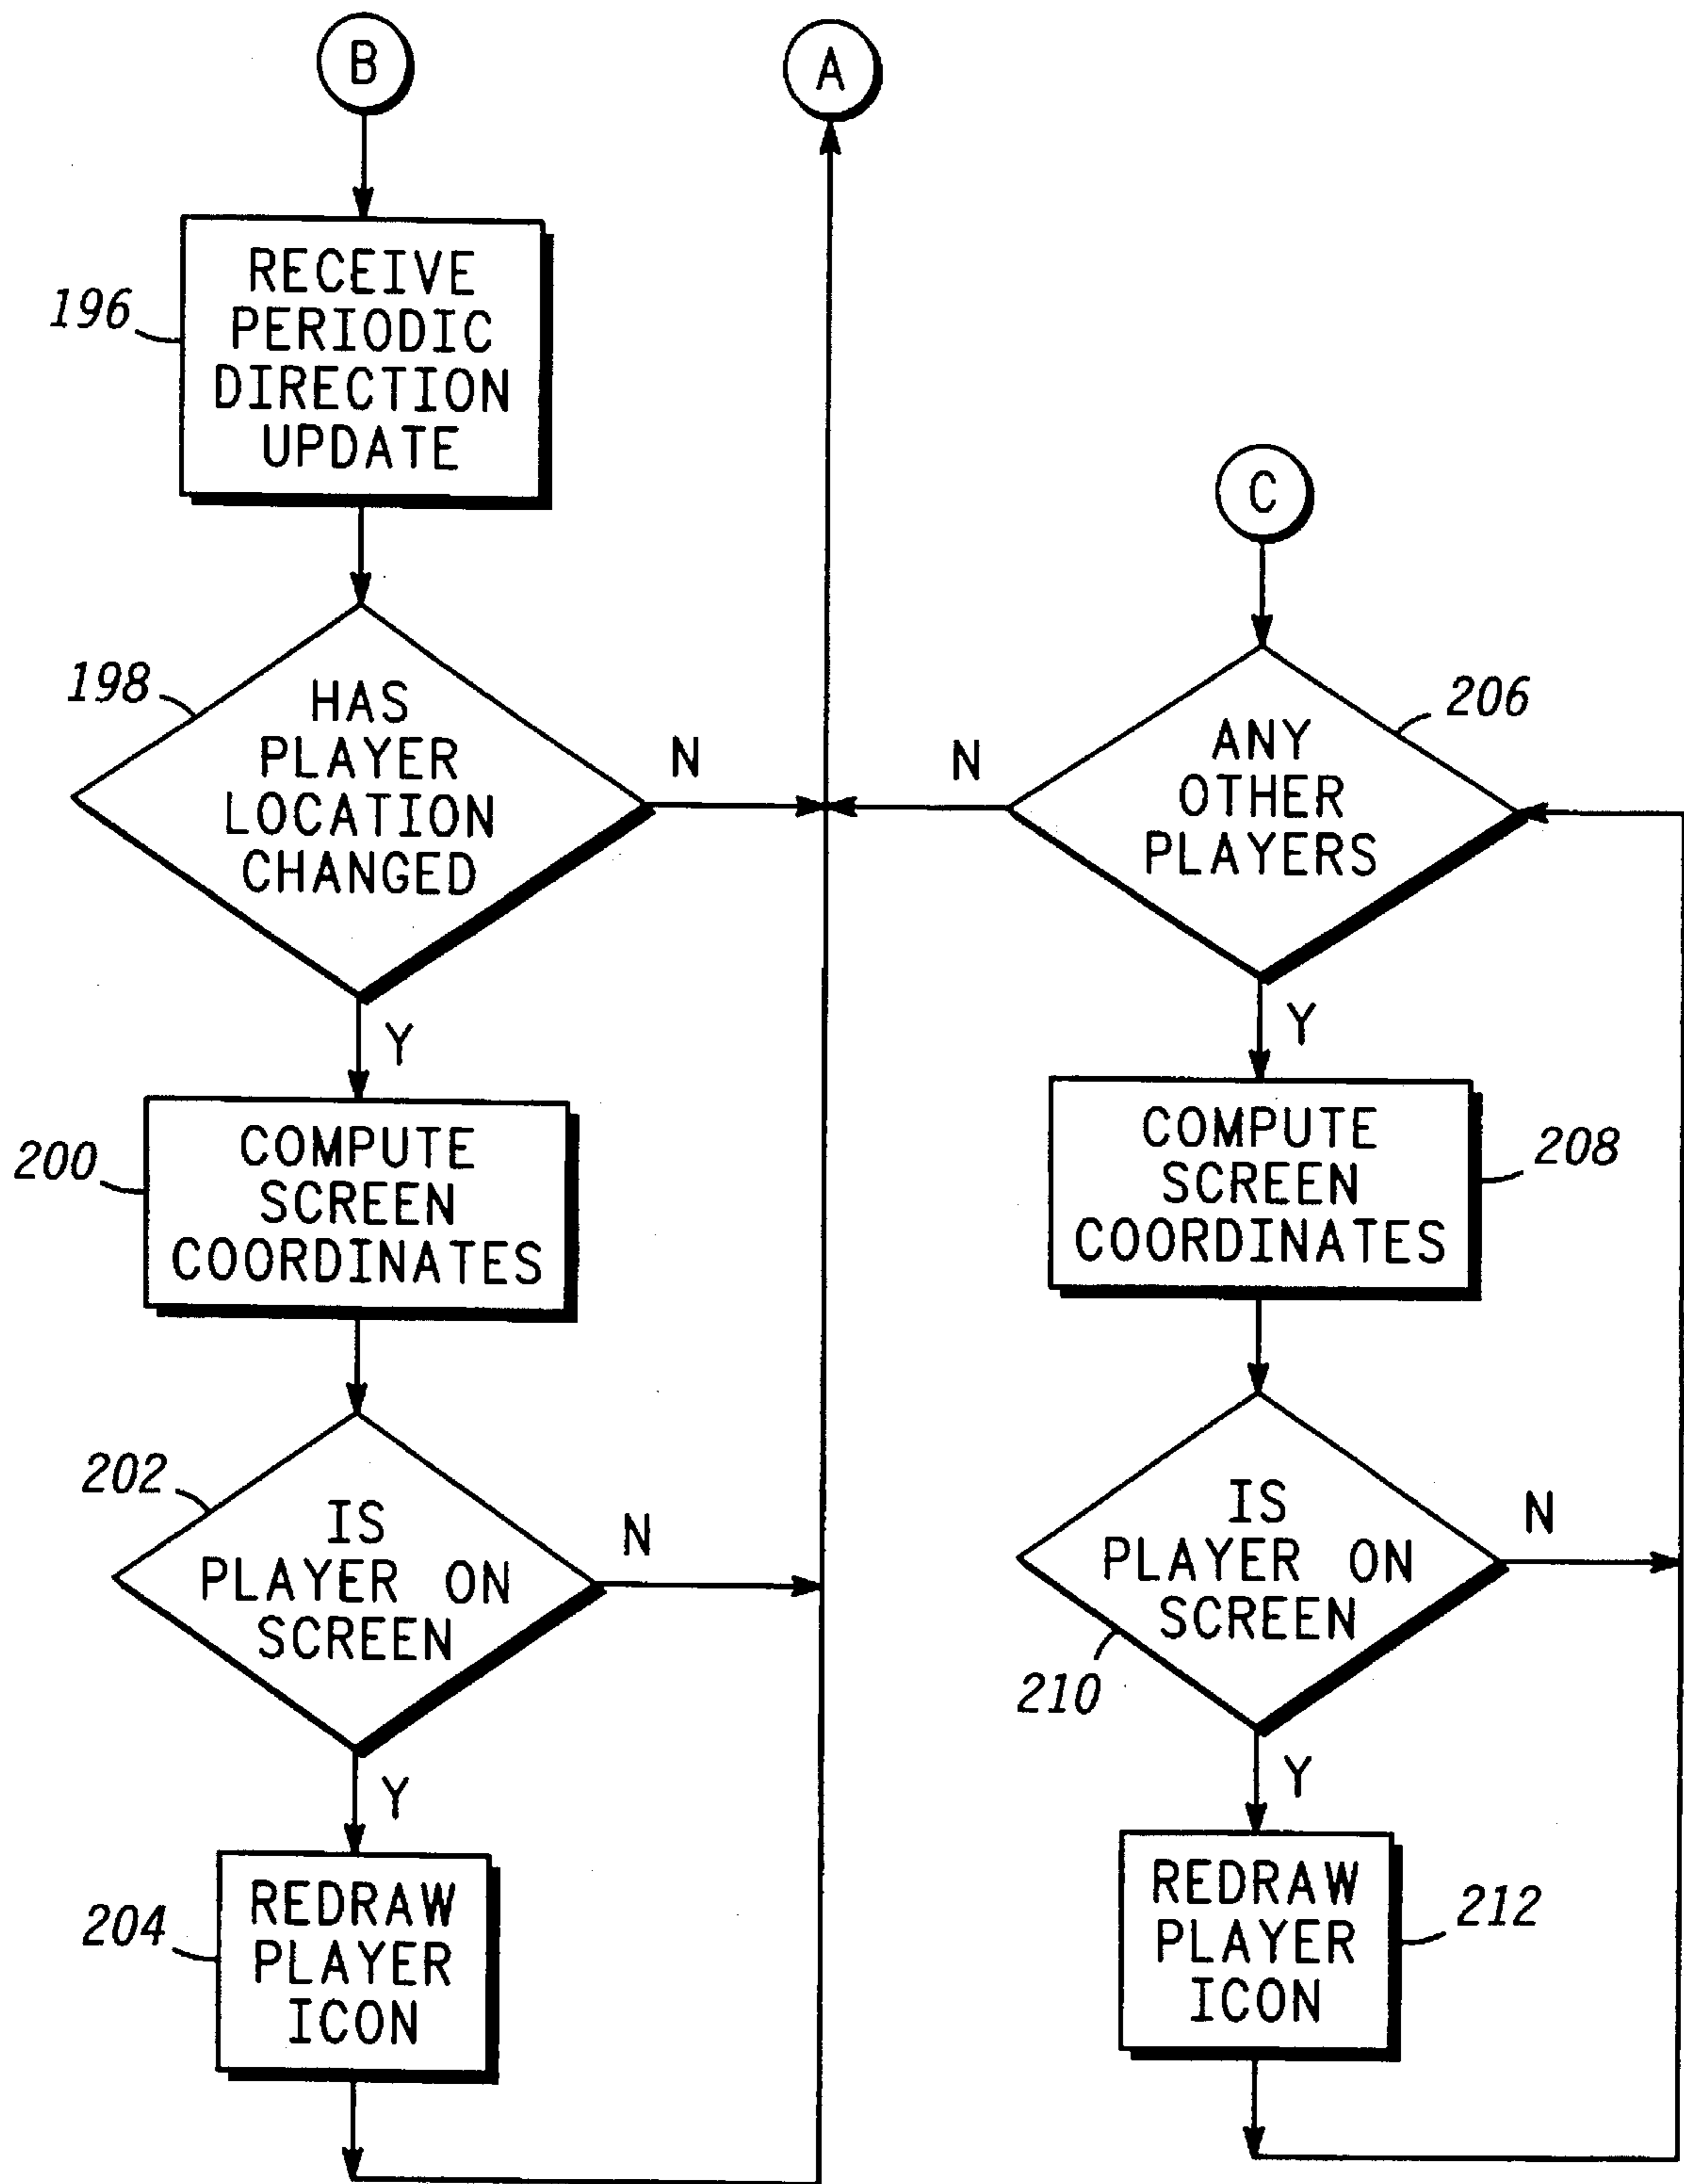 B
A
RECEIVE
PERIODIC
DIRECTION
UPDATE
196
C
198
HAS
PLAYER
LOCATION
CHANGED
N
N
ANY
OTHER
PLAYERS
206
Y
Y
200
COMPUTE
SCREEN
COORDINATES
COMPUTE
SCREEN
COORDINATES
208
202
IS
PLAYER ON
SCREEN
N
IS
PLAYER ON
SCREEN
N
210
Y
Y
204
REDRAW
PLAYER
ICON
REDRAW
PLAYER
ICON
212